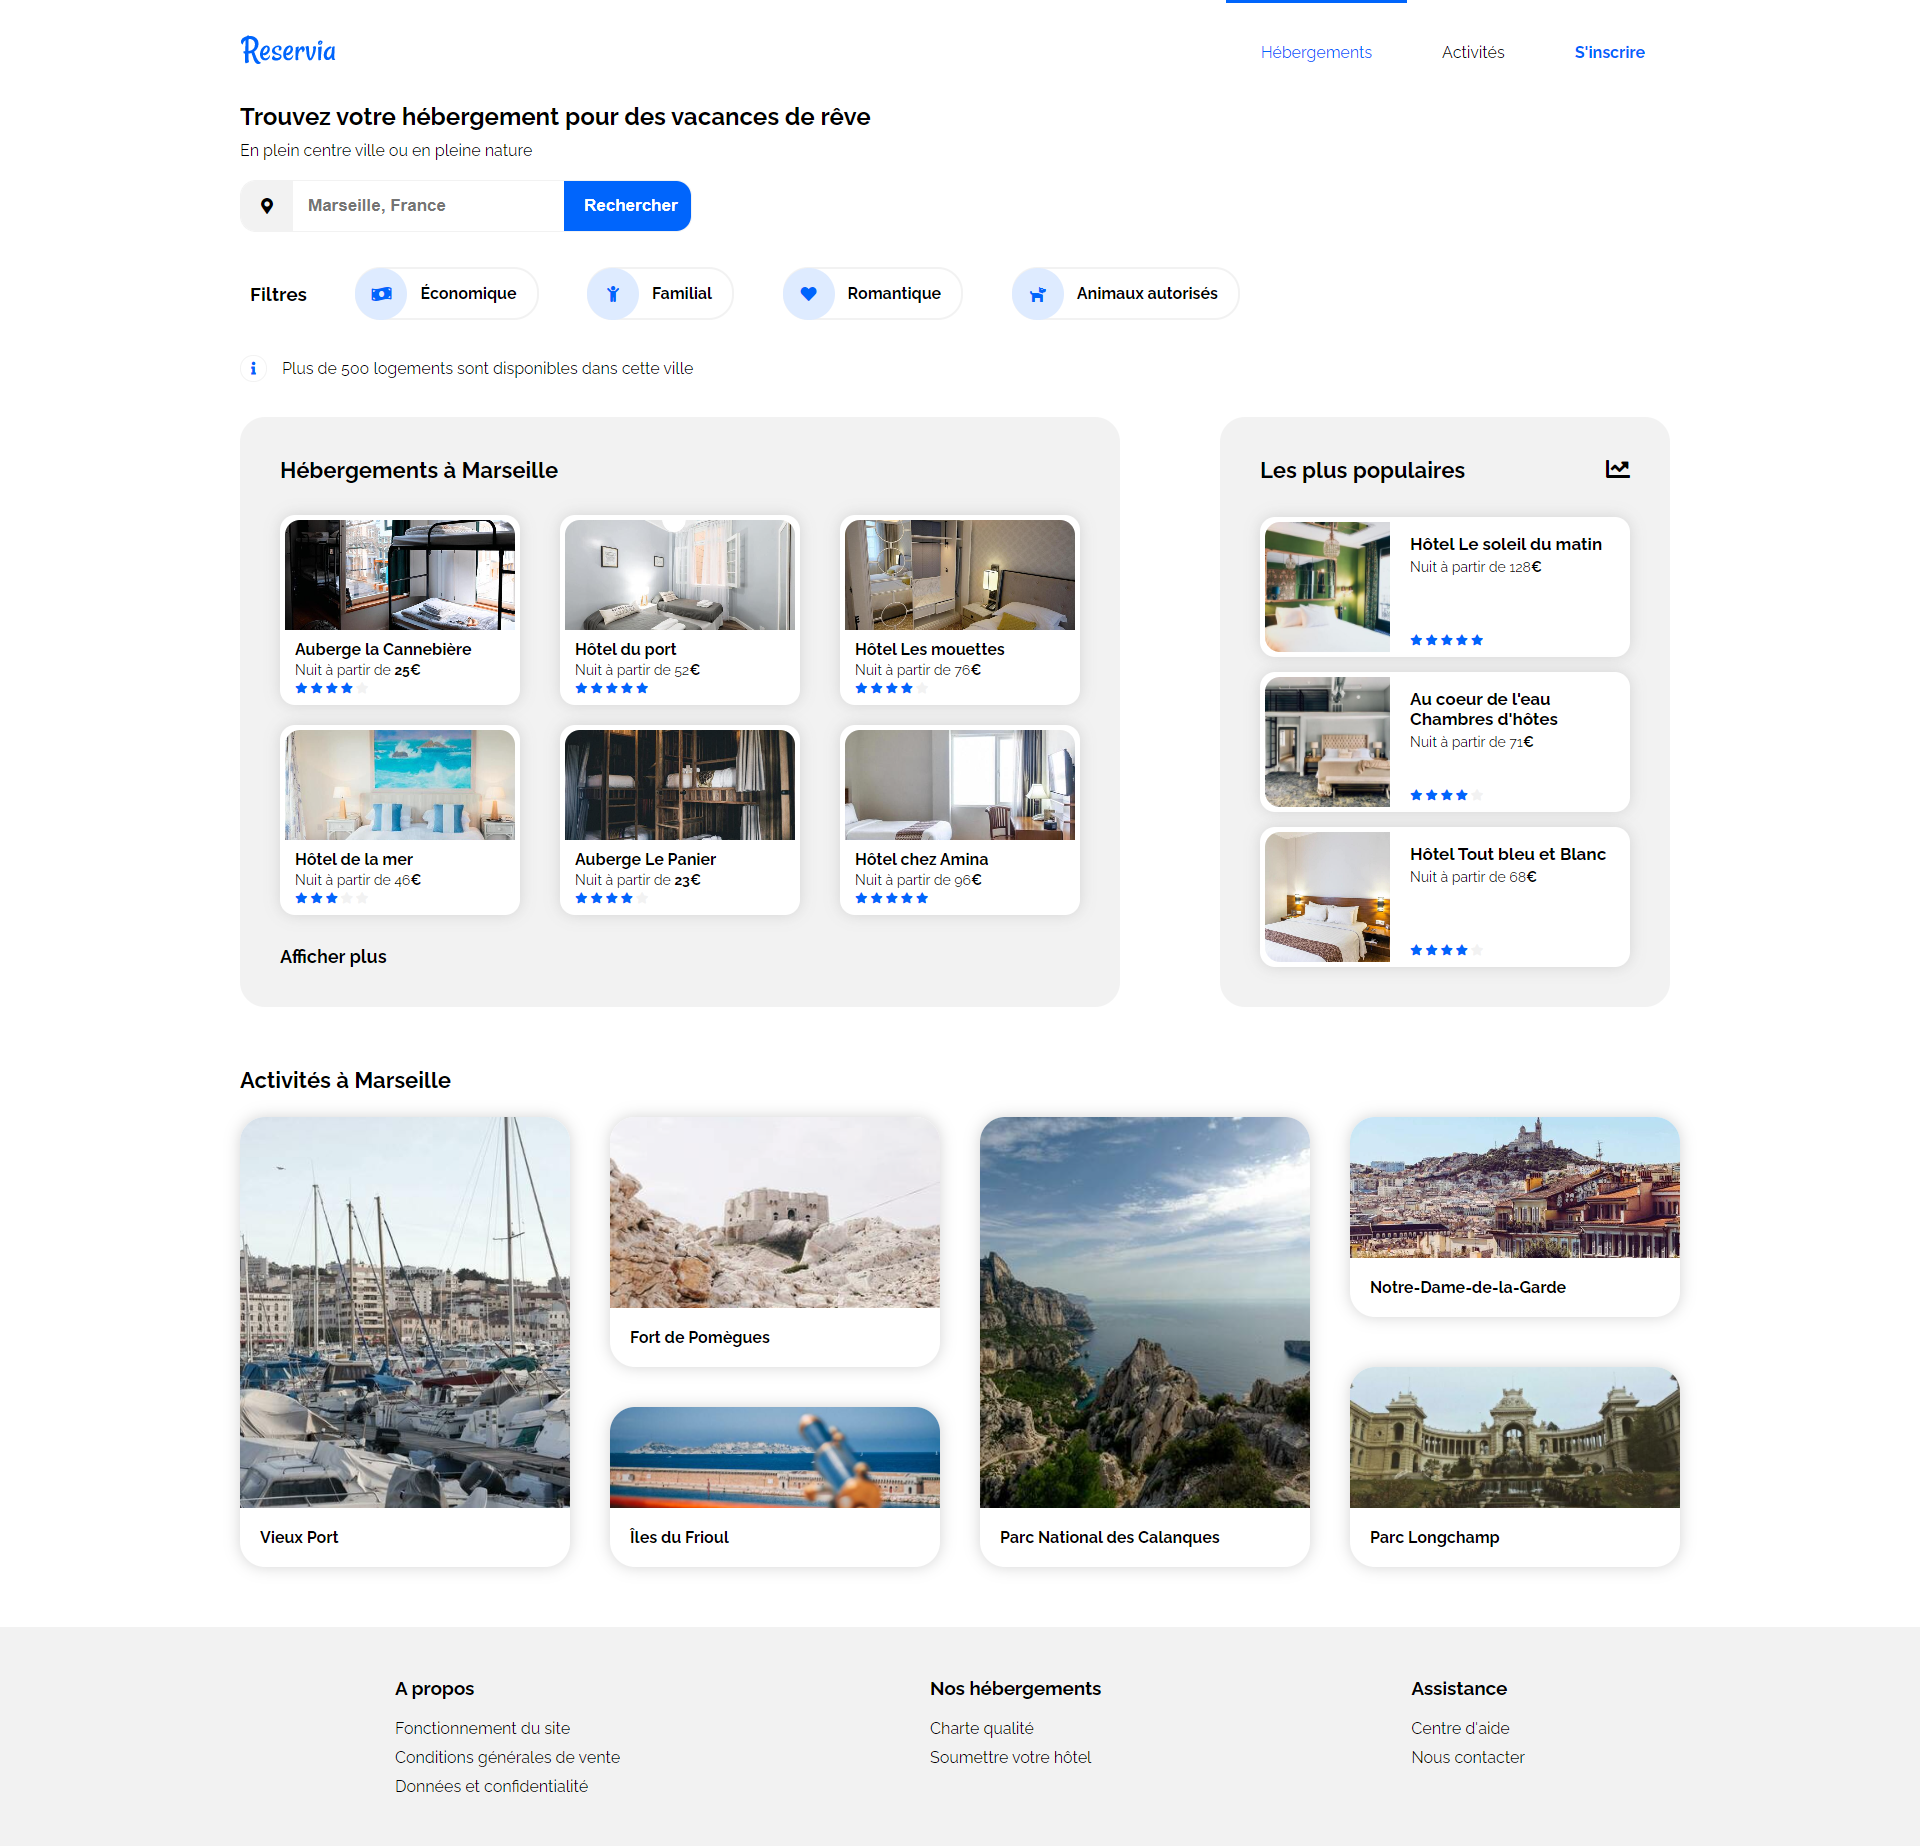 Reservia
Hébergements
Activités
S'inscrire
Trouvez votre hébergement pour des vacances de rêve
En plein centre ville ou en pleine nature
Marseille, France
Rechercher
Filtres
Économique
Familial
Romantique
Animaux autorisés
Plus de 500 logements sont disponibles dans cette ville
Hébergements à Marseille
Auberge la Cannebière
Nuit à partir de 25€
Hôtel du port
Nuit à partir de 52€
Hôtel Les mouettes
Nuit à partir de 76€
Hôtel de la mer
Nuit à partir de 46€
Auberge Le Panier
Nuit à partir de 23€
Hôtel chez Amina
Nuit à partir de 96€
Afficher plus
Les plus populaires
Hôtel Le soleil du matin
Nuit à partir de 128€
Au coeur de l'eau
Chambres d'hôtes
Nuit à partir de 71€
Hôtel Tout bleu et Blanc
Nuit à partir de 68€
Activités à Marseille
Vieux Port
Fort de Pomègues
Îles du Frioul
Parc National des Calanques
Notre-Dame-de-la-Garde
Parc Longchamp
A propos
Fonctionnement du site
Conditions générales de vente
Données et confidentialité
Nos hébergements
Charte qualité
Soumettre votre hôtel
Assistance
Centre d'aide
Nous contacter